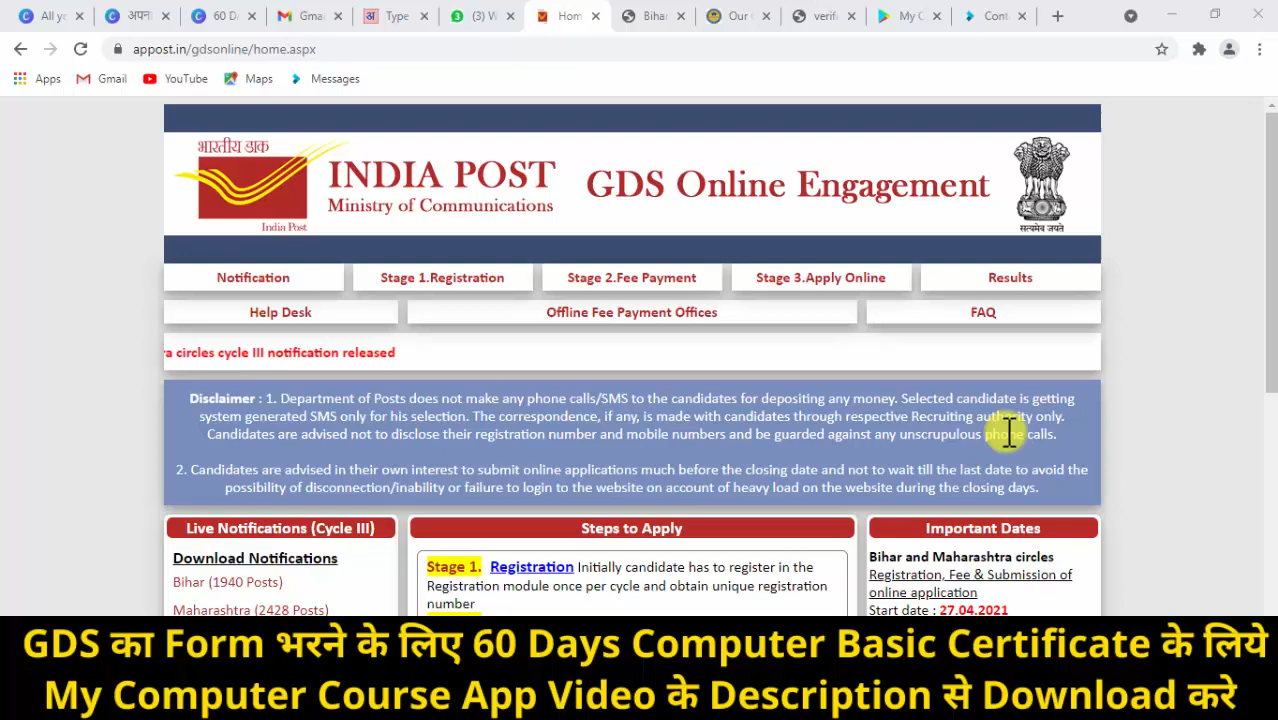 All yo
अपना
60 D
Gma
Type
(3) W
Hom
Bihar
Our
verifi
My C
Cont
appost.in/gdsonline/home.aspx
Apps
Gmail
YouTube
Maps
Messages
भारतीय डाक
India Post
INDIA POST
Ministry of Communications
GDS Online Engagement
सत्यमेव जयते
Notification
Stage 1.Registration
Stage 2.Fee Payment
Stage 3.Apply Online
Results
Help Desk
Offline Fee Payment Offices
FAQ
a circles cycle III notification released
Disclaimer : 1. Department of Posts does not make any phone calls/SMS to the candidates for depositing any money. Selected candidate is getting
system generated SMS only for his selection. The correspondence, if any, is made with candidates through respective Recruiting authority only.
Candidates are advised not to disclose their registration number and mobile numbers and be guarded against any unscrupulous phone calls.
2. Candidates are advised in their own interest to submit online applications much before the closing date and not to wait till the last date to avoid the
possibility of disconnection/inability or failure to login to the website on account of heavy load on the website during the closing days.
Live Notifications (Cycle III)
Download Notifications
Bihar (1940 Posts)
Maharashtra (2428 Posts)
Steps to Apply
Stage 1. Registration Initially candidate has to register in the
Registration module once per cycle and obtain unique registration
number
Important Dates
Bihar and Maharashtra circles
Registration, Fee & Submission of
online application
Start date : 27.04.2021
GDS का Form भरने के लिए 60 Days Computer Basic Certificate के लिये
My Computer Course App Video के Description से Download करे